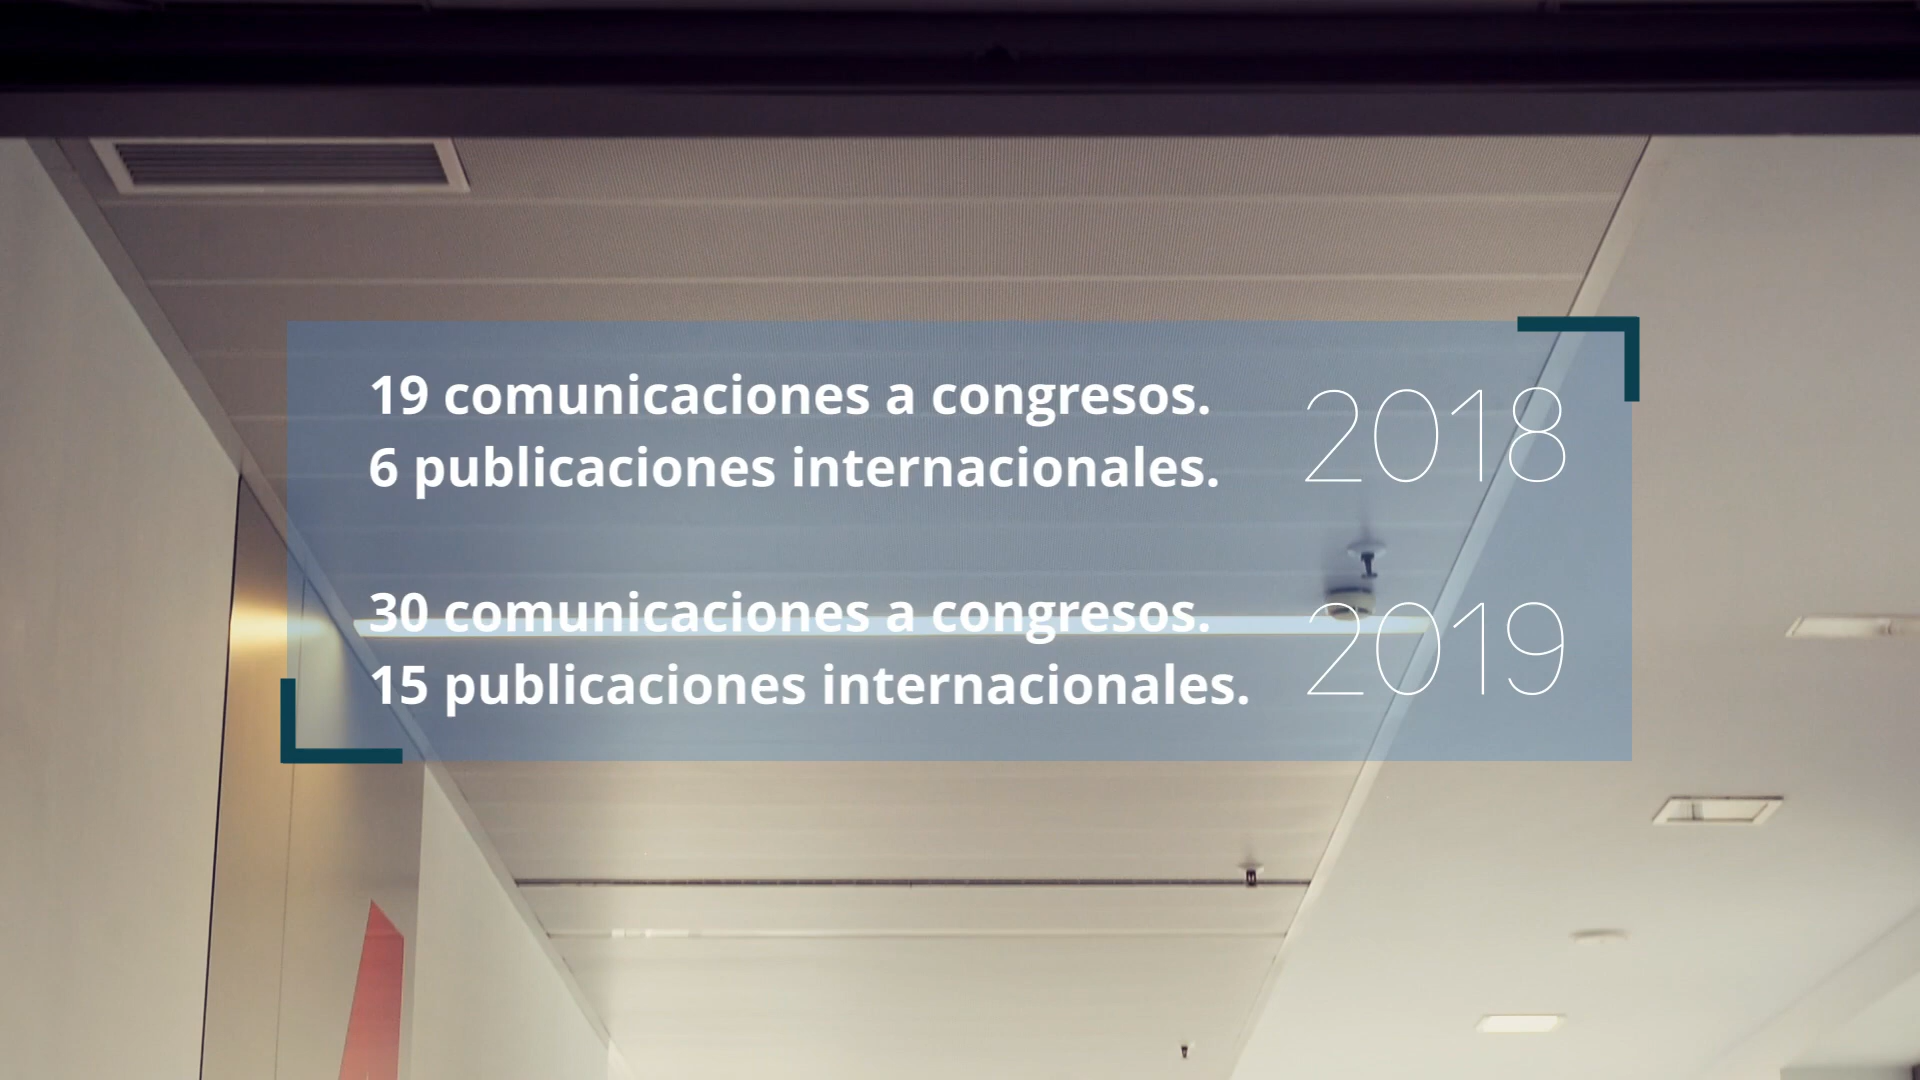 19 comunicaciones a congresos.
6 publicaciones internacionales.
2018
30 comunicaciones a congresos.
15 publicaciones internacionales.
2019